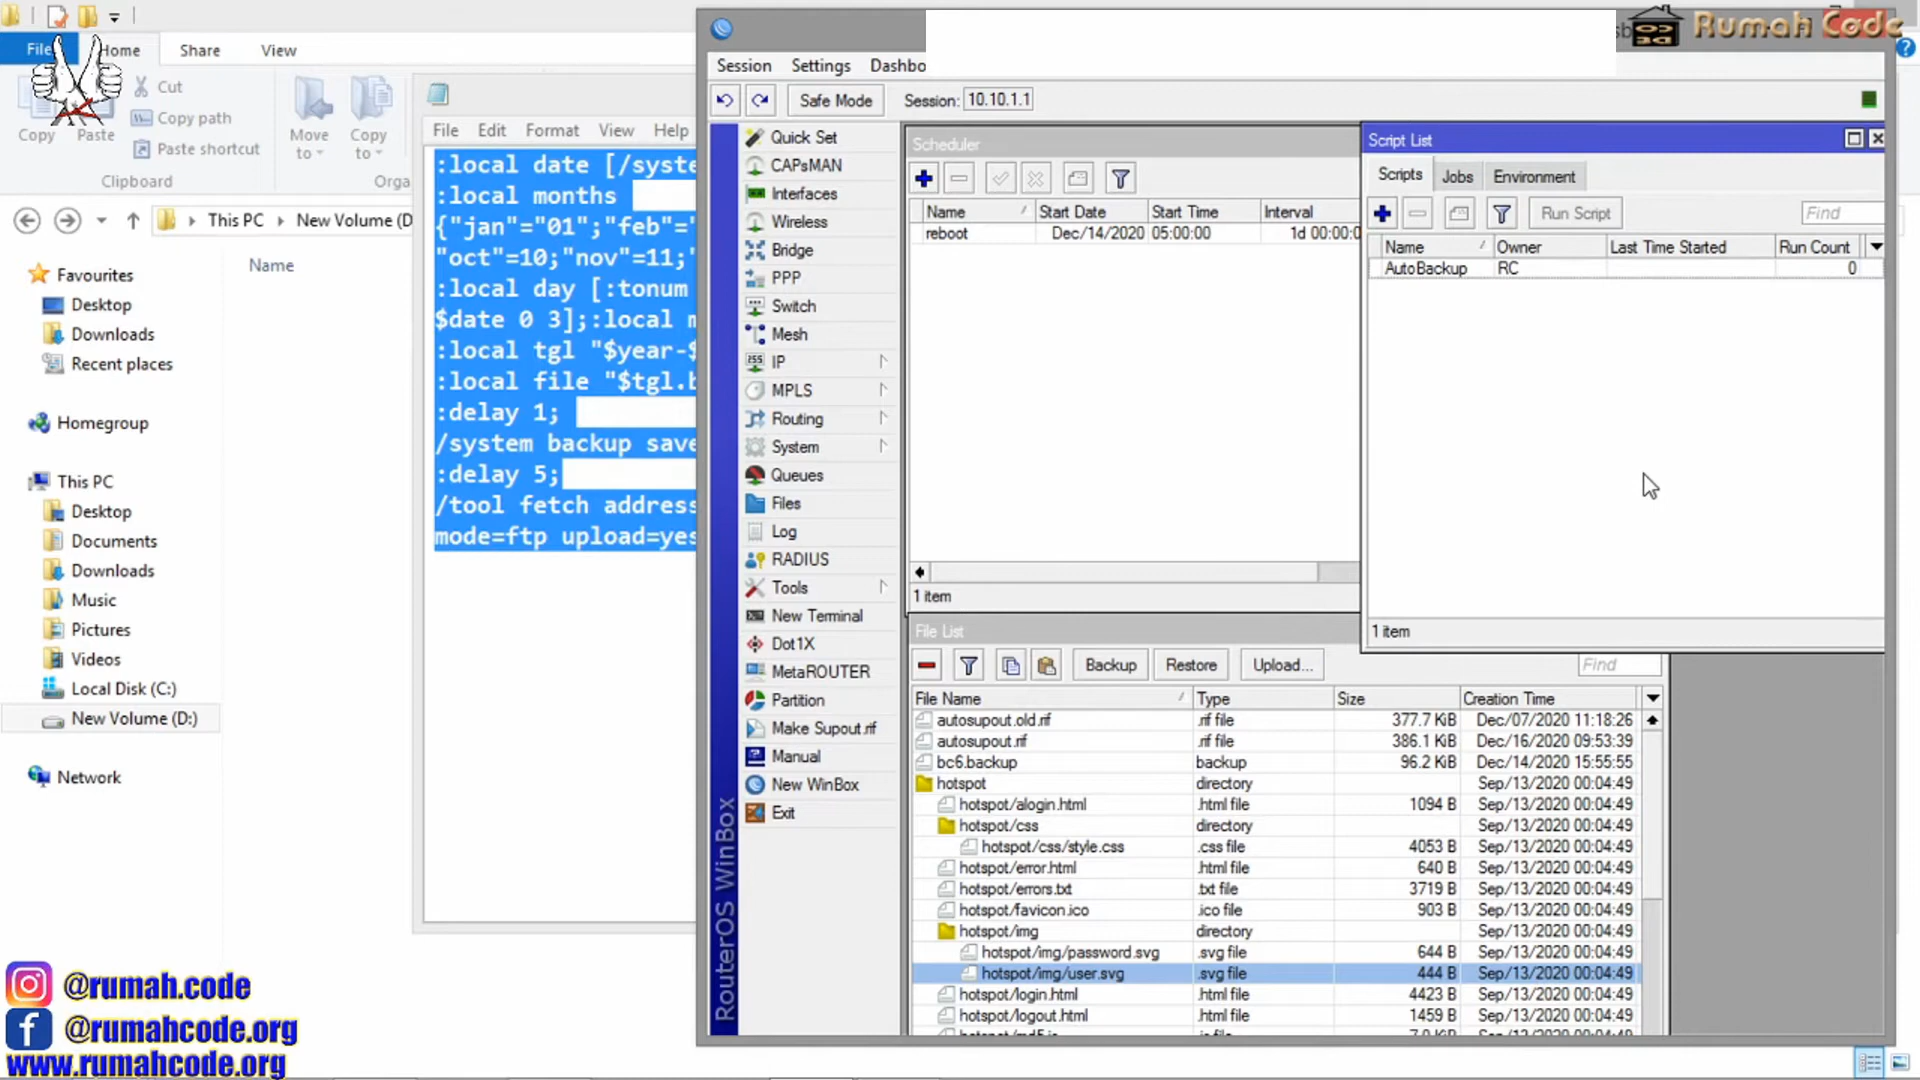 Rumah Code
File
Home
Share
View
Copy
Paste
Cut
Copy path
Paste shortcut
Move to
Copy to
Clipboard
This PC
New Volume (D
Name
Favourites
Desktop
Downloads
Recent places
Homegroup
This PC
Desktop
Documents
Downloads
Music
Pictures
Videos
Local Disk (C:)
New Volume (D:)
Network
File Edit Format View Help
:local date [/syste
:local months
{"jan"="01";"feb"="
"oct"=10;"nov"=11;"
:local day [:tonum
$date 0 3];:local
:local tgl "$year-$
:local file "$tgl.b
:delay 1;
/system backup save
:delay 5;
/tool fetch address
mode=ftp upload=yes
Session Settings Dashbo
Safe Mode
Session: 10.10.1.1
Quick Set
CAPsMAN
Interfaces
Wireless
Bridge
PPP
Switch
Mesh
IP
MPLS
Routing
System
Queues
Files
Log
RADIUS
Tools
New Terminal
Dot1X
MetaROUTER
Partition
Make Supout.rif
Manual
New WinBox
Exit
RouterOS WinBox
Scheduler
Name Start Date Start Time Interval
reboot Dec/14/2020 05:00:00 1d 00:00:0
1 item
Script List
Scripts Jobs Environment
Run Script
Find
Name Owner Last Time Started Run Count
AutoBackup RC 0
1 item
File List
Backup Restore Upload... Find
File Name Type Size Creation Time
autosupout.old.rif .rif file 377.7 KiB Dec/07/2020 11:18:26
autosupout.rif .rif file 386.1 KiB Dec/16/2020 09:53:39
bc6.backup backup 96.2 KiB Dec/14/2020 15:55:55
hotspot directory Sep/13/2020 00:04:49
hotspot/alogin.html .html file 1094 B Sep/13/2020 00:04:49
hotspot/css directory Sep/13/2020 00:04:49
hotspot/css/style.css .css file 4053 B Sep/13/2020 00:04:49
hotspot/error.html .html file 640 B Sep/13/2020 00:04:49
hotspot/errors.txt .txt file 3719 B Sep/13/2020 00:04:49
hotspot/favicon.ico .ico file 903 B Sep/13/2020 00:04:49
hotspot/img directory Sep/13/2020 00:04:49
hotspot/img/password.svg .svg file 644 B Sep/13/2020 00:04:49
hotspot/img/user.svg .svg file 444 B Sep/13/2020 00:04:49
hotspot/login.html .html file 4423 B Sep/13/2020 00:04:49
hotspot/logout.html .html file 1459 B Sep/13/2020 00:04:49
@rumah.code
@rumahcode.org
www.rumahcode.org